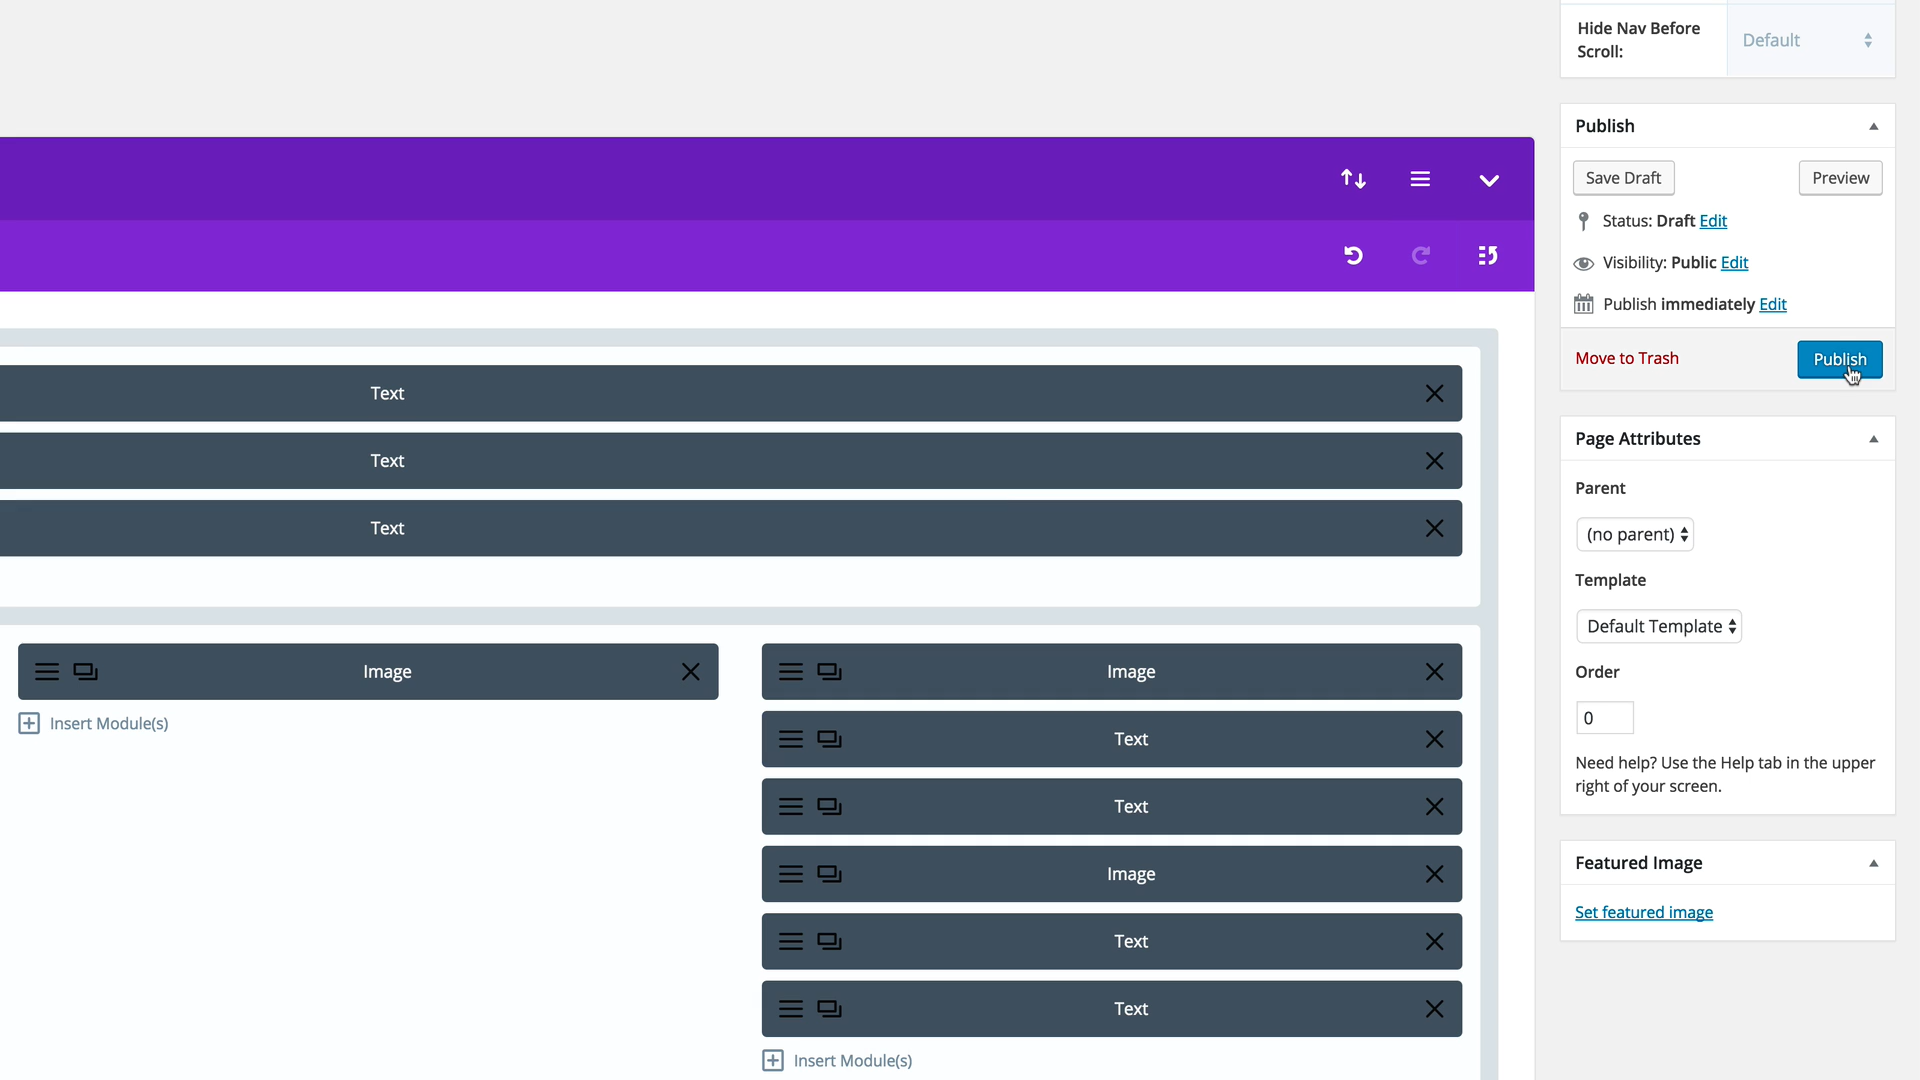 Hide Nav Before
Scroll:
Default
Publish
Save Draft
Preview
Status: Draft Edit
Visibility: Public Edit
Publish immediately Edit
Move to Trash
Publish
Text
Text
Text
Image
Insert Module(s)
Image
Text
Text
Image
Text
Text
Insert Module(s)
Page Attributes
Parent
(no parent)
Template
Default Template
Order
0
Need help? Use the Help tab in the upper
right of your screen.
Featured Image
Set featured image